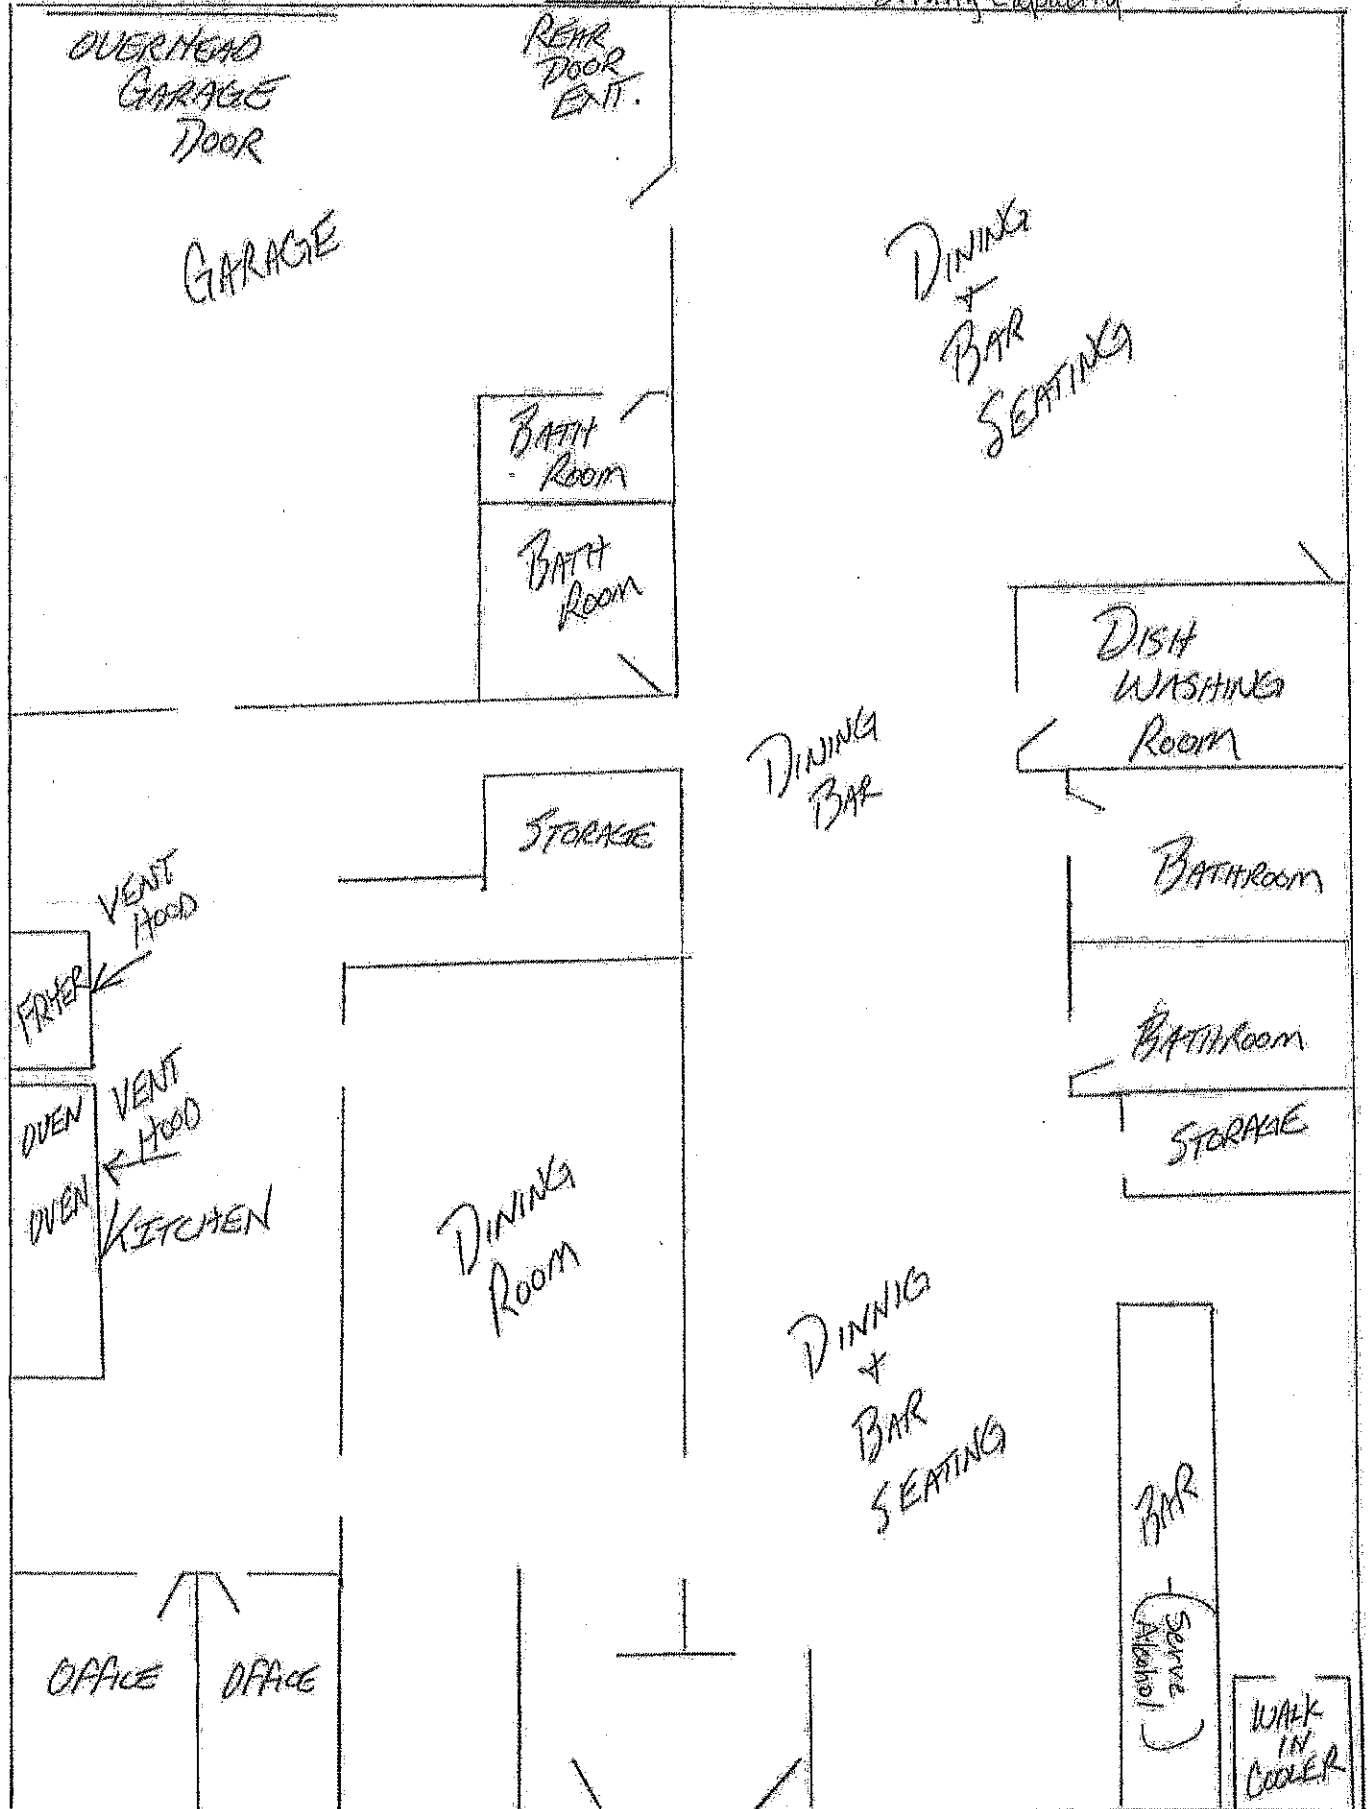 OVERHEAD
GARAGE
DOOR
REAR
DOOR
EXIT.
GARAGE
DINING
+
BAR
SEATING
BATH
ROOM
BATH
ROOM
DISH
WASHING
ROOM
DINING
BAR
STORAGE
BATHROOM
VENT
HOOD
FRYER
BATHROOM
VENT
HOOD
OVEN
OVEN
KITCHEN
STORAGE
DINING
ROOM
DINNIG
+
BAR
SEATING
BAR
(Serve
Alcohol)
OFFICE
OFFICE
WALK
IN
COOLER